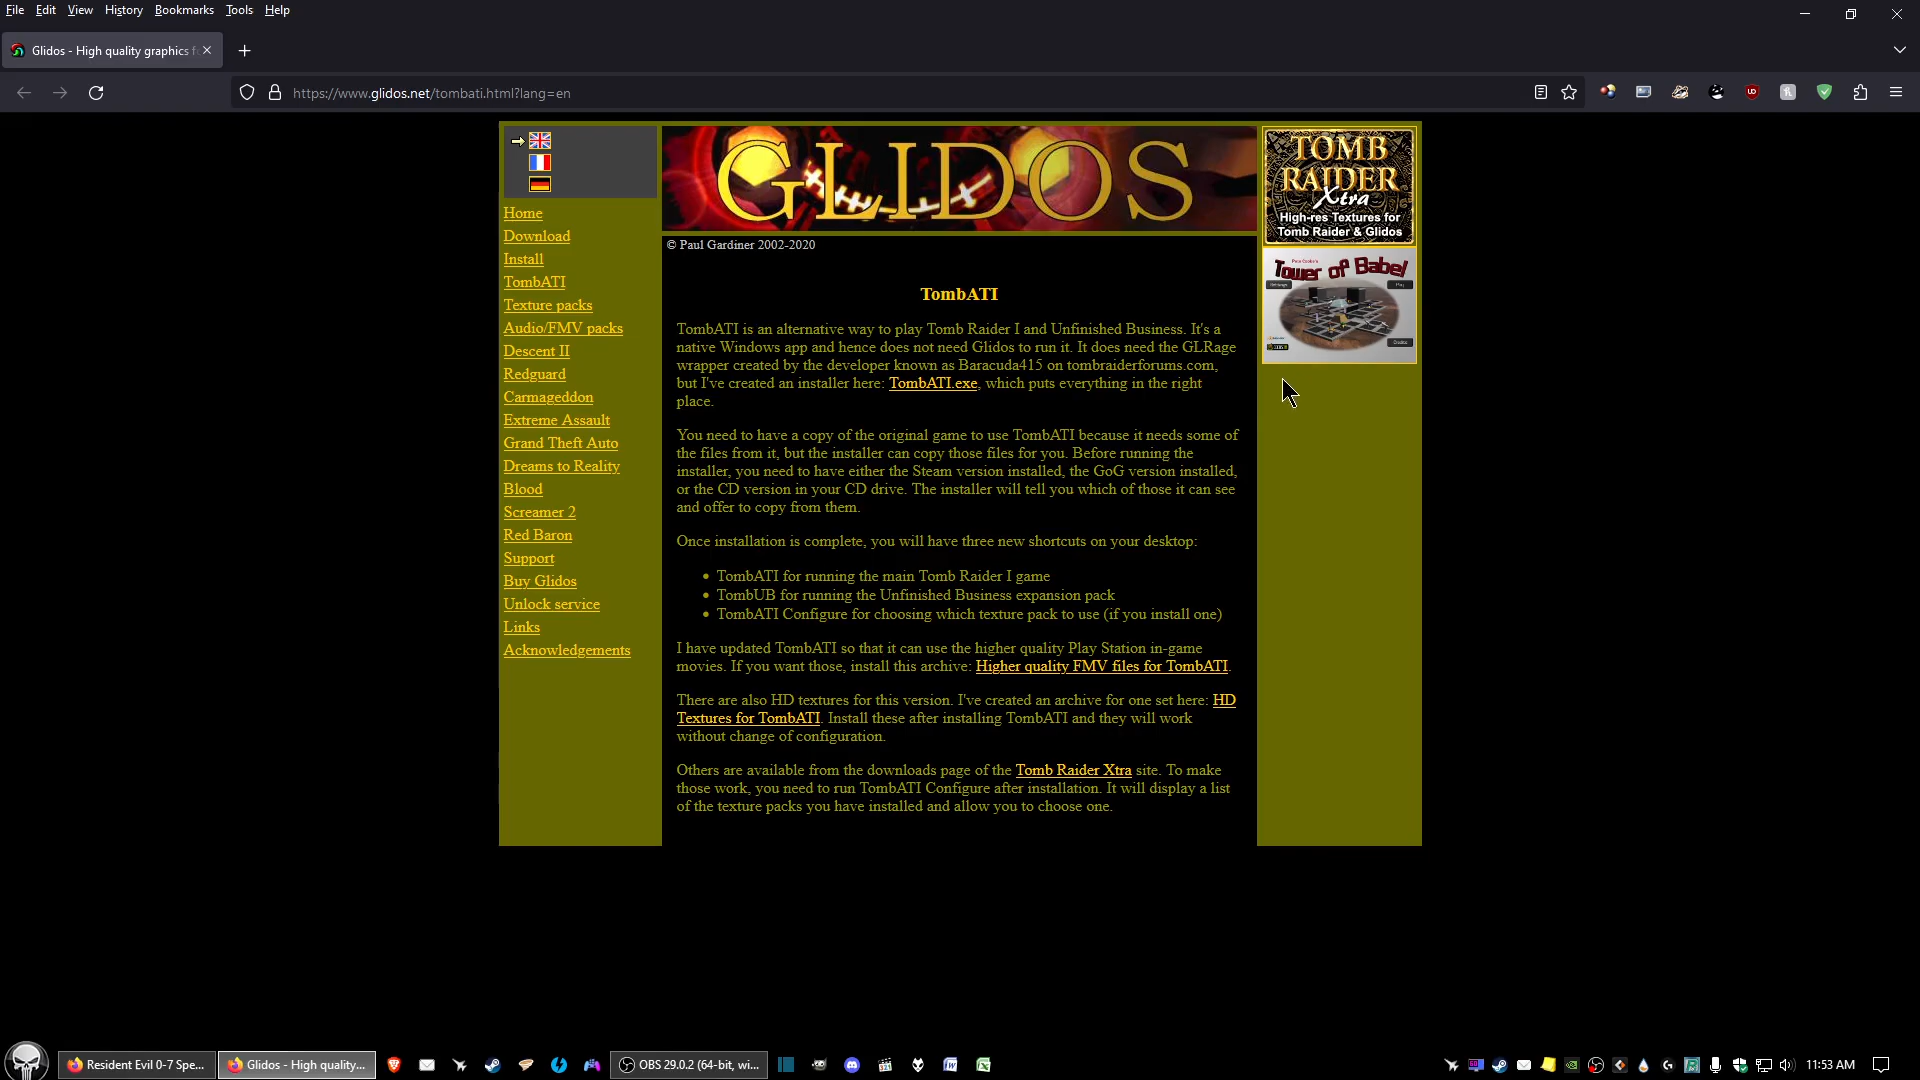 File Edit View History Bookmarks Tools Help
Glidos - High quality graphics f
https://www.glidos.net/tombati.html?lang=en
GLIDOS
© Paul Gardiner 2002-2020
Home
Download
Install
TombATI
Texture packs
Audio/FMV packs
Descent II
Redguard
Carmageddon
Extreme Assault
Grand Theft Auto
Dreams to Reality
Blood
Screamer 2
Red Baron
Support
Buy Glidos
Unlock service
Links
Acknowledgements
TombATI
TombATI is an alternative way to play Tomb Raider I and Unfinished Business. It's a
native Windows app and hence does not need Glidos to run it. It does need the GLRage
wrapper created by the developer known as Baracuda415 on tombraiderforums.com,
but I've created an installer here: TombATI.exe, which puts everything in the right
place.
You need to have a copy of the original game to use TombATI because it needs some of
the files from it, but the installer can copy those files for you. Before running the
installer, you need to have either the Steam version installed, the GoG version installed,
or the CD version in your CD drive. The installer will tell you which of those it can see
and offer to copy from them.
Once installation is complete, you will have three new shortcuts on your desktop:
• TombATI for running the main Tomb Raider I game
• TombUB for running the Unfinished Business expansion pack
• TombATI Configure for choosing which texture pack to use (if you install one)
I have updated TombATI so that it can use the higher quality Play Station in-game
movies. If you want those, install this archive: Higher quality FMV files for TombATI.
There are also HD textures for this version. I've created an archive for one set here: HD
Textures for TombATI. Install these after installing TombATI and they will work
without change of configuration.
Others are available from the downloads page of the Tomb Raider Xtra site. To make
those work, you need to run TombATI Configure after installation. It will display a list
of the texture packs you have installed and allow you to choose one.
TOMB
RAIDER
Xtra
High-res Textures for
Tomb Raider & Glidos
Pete Cooke's
Tower of Babel
Settings
Play
Credits
Resident Evil 0-7 Spe...
Glidos - High quality...
OBS 29.0.2 (64-bit, wi...
11:53 AM